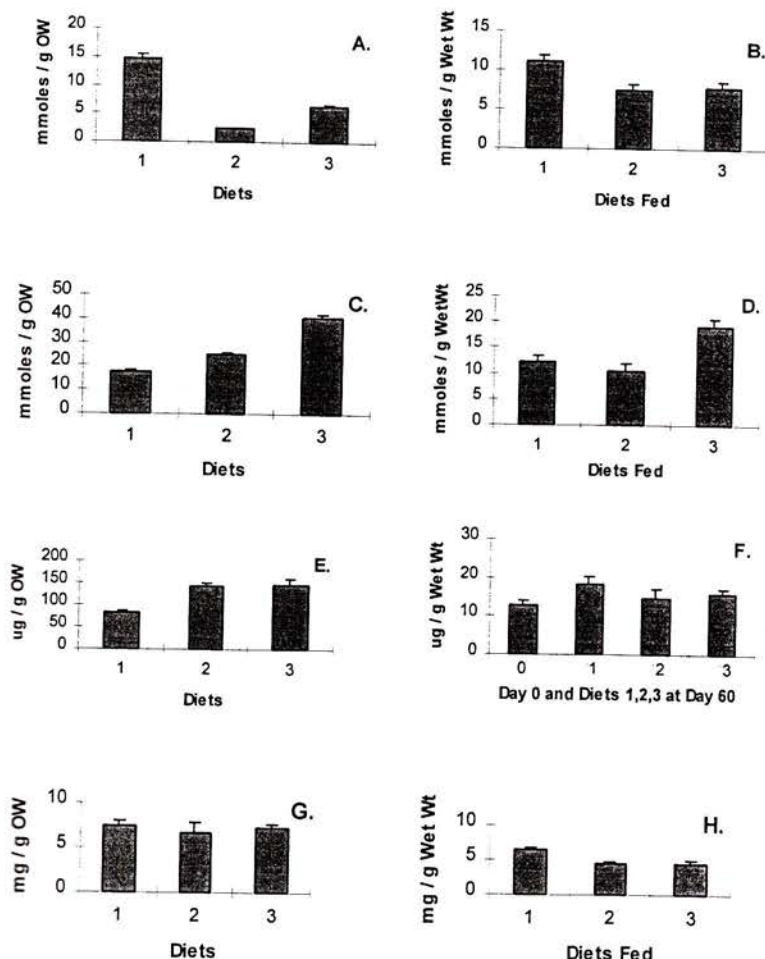 A.
mmoles / g OW
20
15
10
5
0
1 2 3
Diets
B.
mmoles / g Wet Wt
15
10
5
0
1 2 3
Diets Fed
C.
mmoles / g OW
50
40
30
20
10
0
1 2 3
Diets
D.
mmoles / g WetWt
25
20
15
10
5
0
1 2 3
Diets Fed
E.
ug / g OW
200
150
100
50
0
1 2 3
Diets
F.
ug / g Wet Wt
30
20
10
0
0 1 2 3
Day 0 and Diets 1,2,3 at Day 60
G.
mg / g OW
10
5
0
1 2 3
Diets
H.
mg / g Wet Wt
10
5
0
1 2 3
Diets Fed